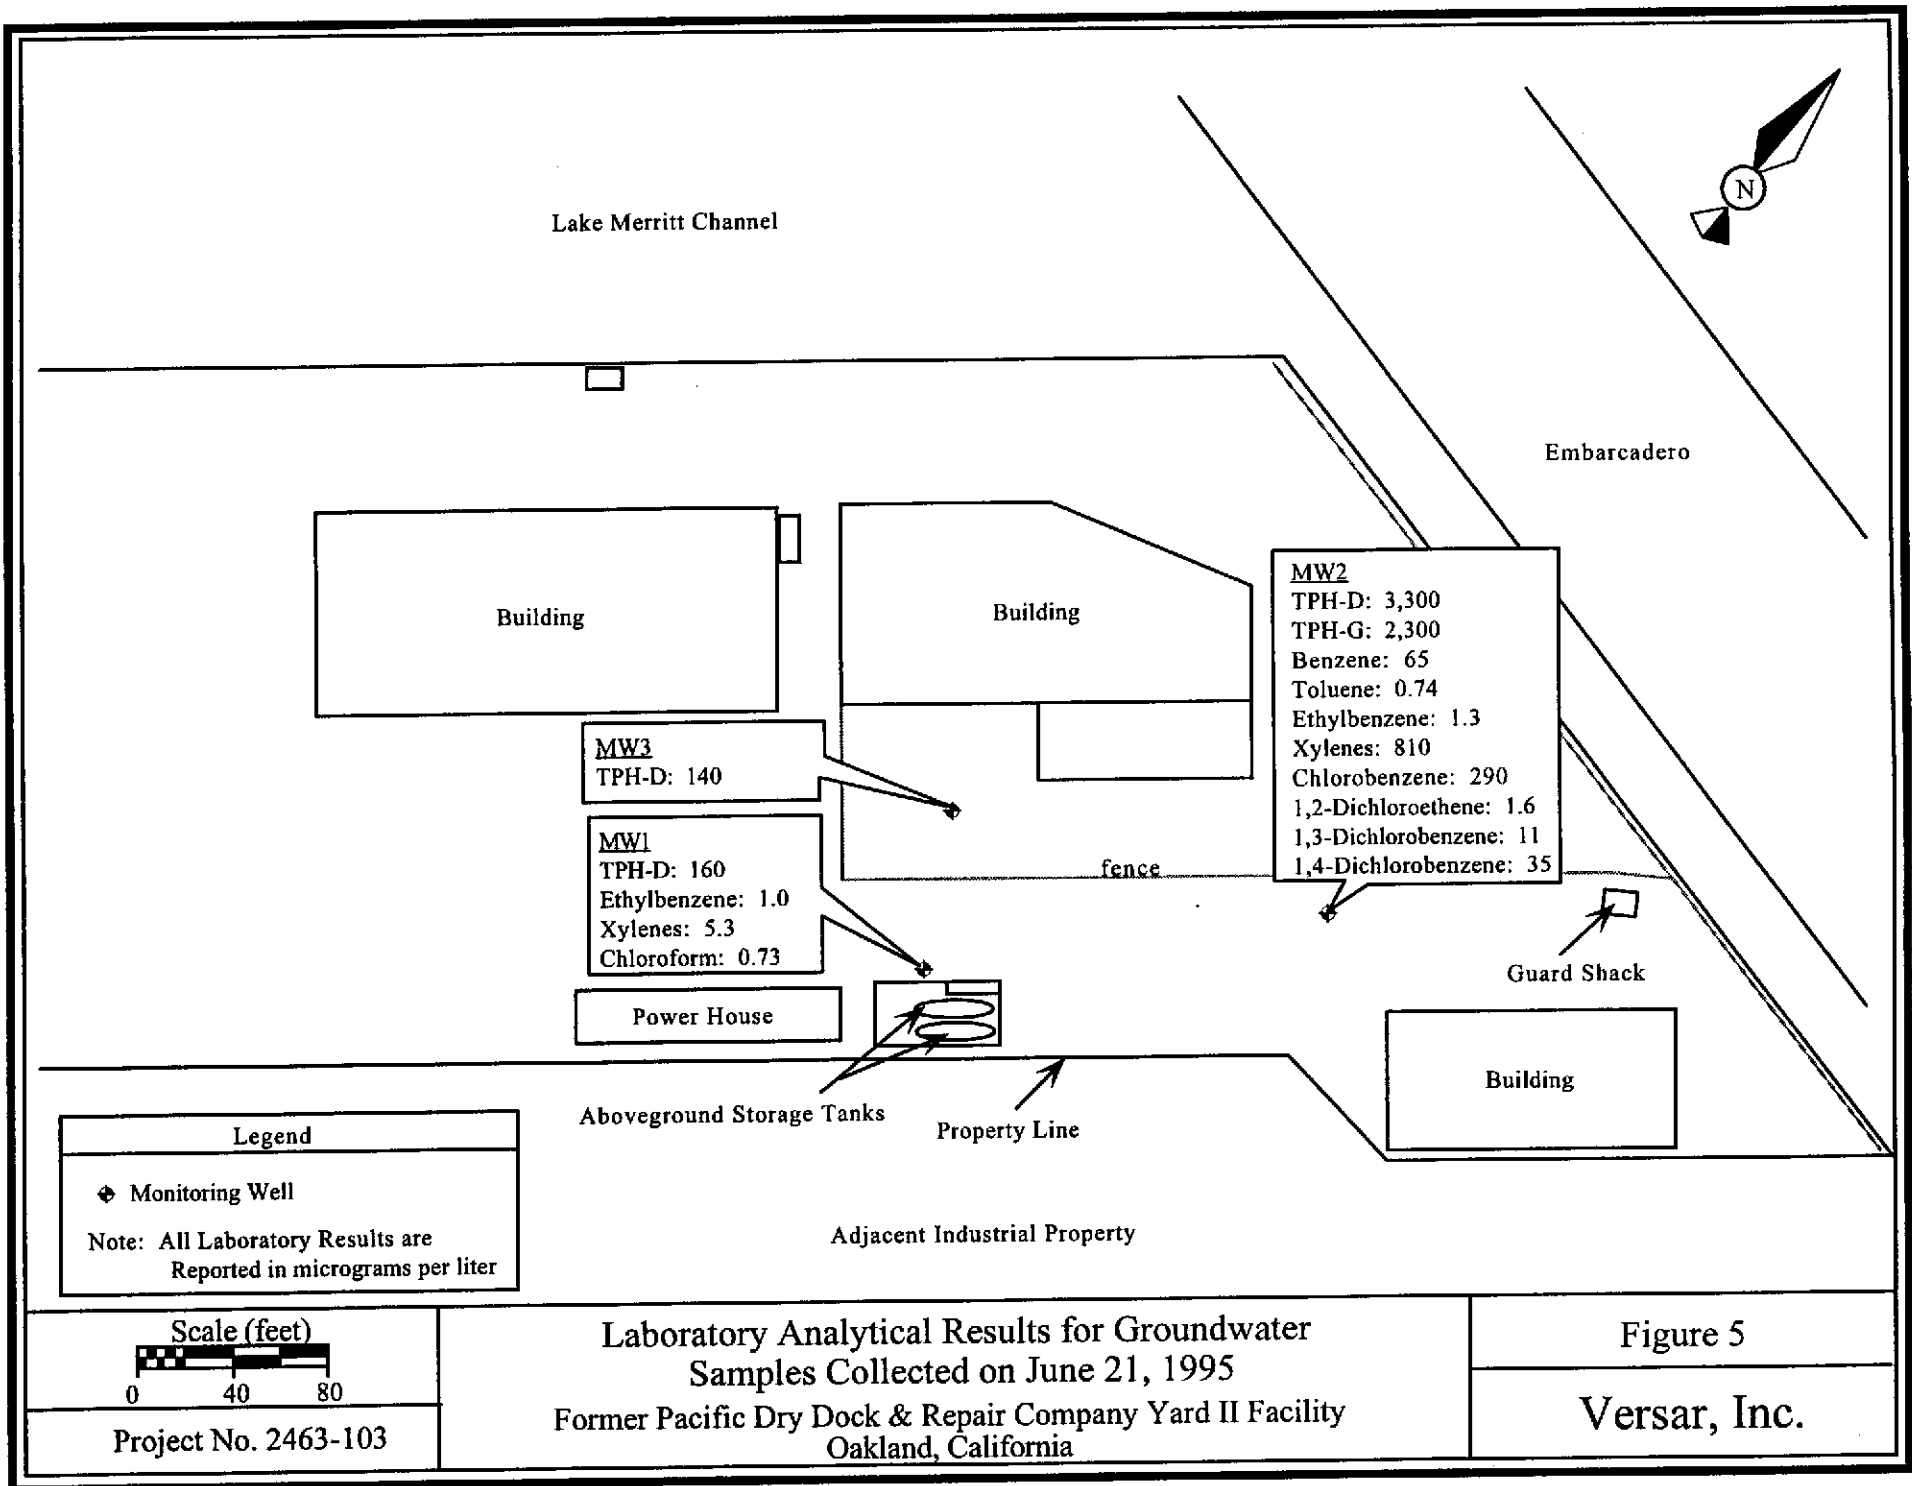 N
Lake Merritt Channel
Embarcadero
Building
Building
MW2
TPH-D: 3,300
TPH-G: 2,300
Benzene: 65
Toluene: 0.74
Ethylbenzene: 1.3
Xylenes: 810
Chlorobenzene: 290
1,2-Dichloroethene: 1.6
1,3-Dichlorobenzene: 11
1,4-Dichlorobenzene: 35
MW3
TPH-D: 140
MW1
TPH-D: 160
Ethylbenzene: 1.0
Xylenes: 5.3
Chloroform: 0.73
fence
Guard Shack
Power House
Building
Aboveground Storage Tanks
Property Line
Legend
Monitoring Well
Note: All Laboratory Results are
Reported in micrograms per liter
Adjacent Industrial Property
Scale (feet)
0 40 80
Project No. 2463-103
Laboratory Analytical Results for Groundwater
Samples Collected on June 21, 1995
Former Pacific Dry Dock & Repair Company Yard II Facility
Oakland, California
Figure 5
Versar, Inc.